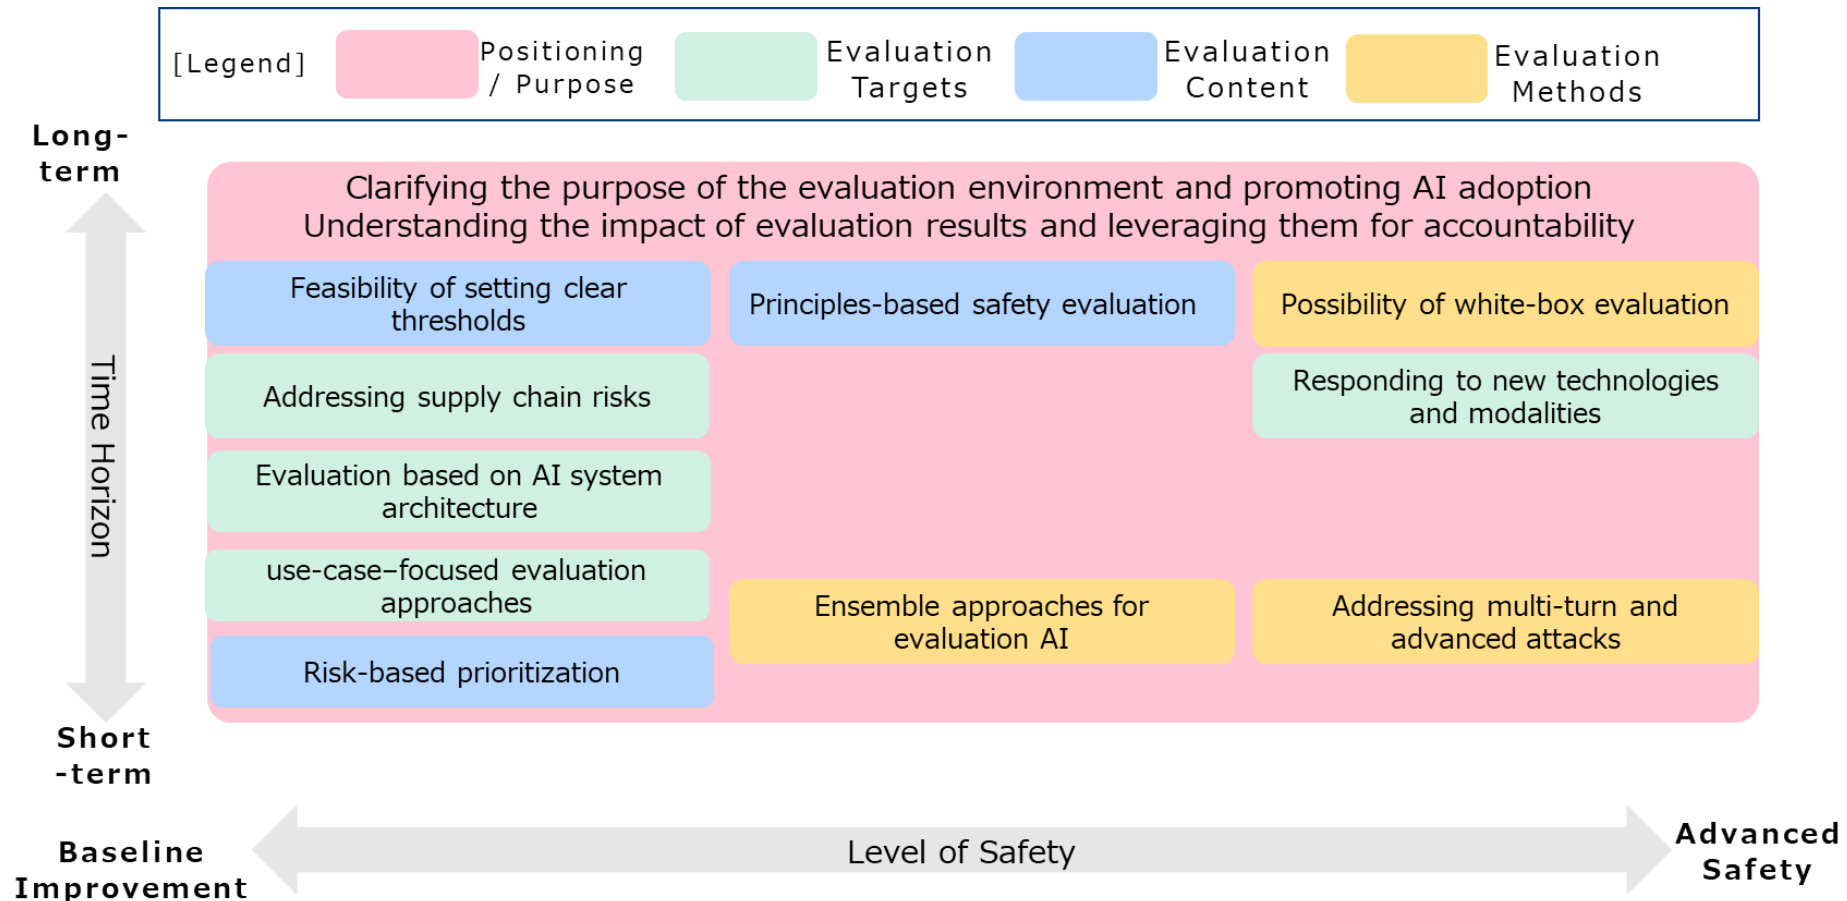 [Legend]
Positioning
/ Purpose
Evaluation
Targets
Evaluation
Content
Evaluation
Methods
Long-
term
Clarifying the purpose of the evaluation environment and promoting AI adoption
Understanding the impact of evaluation results and leveraging them for accountability
Feasibility of setting clear
thresholds
Principles-based safety evaluation
Possibility of white-box evaluation
Addressing supply chain risks
Responding to new technologies
and modalities
Time Horizon
Evaluation based on AI system
architecture
use-case–focused evaluation
approaches
Ensemble approaches for
evaluation AI
Addressing multi-turn and
advanced attacks
Risk-based prioritization
Short
-term
Baseline
Improvement
Level of Safety
Advanced
Safety